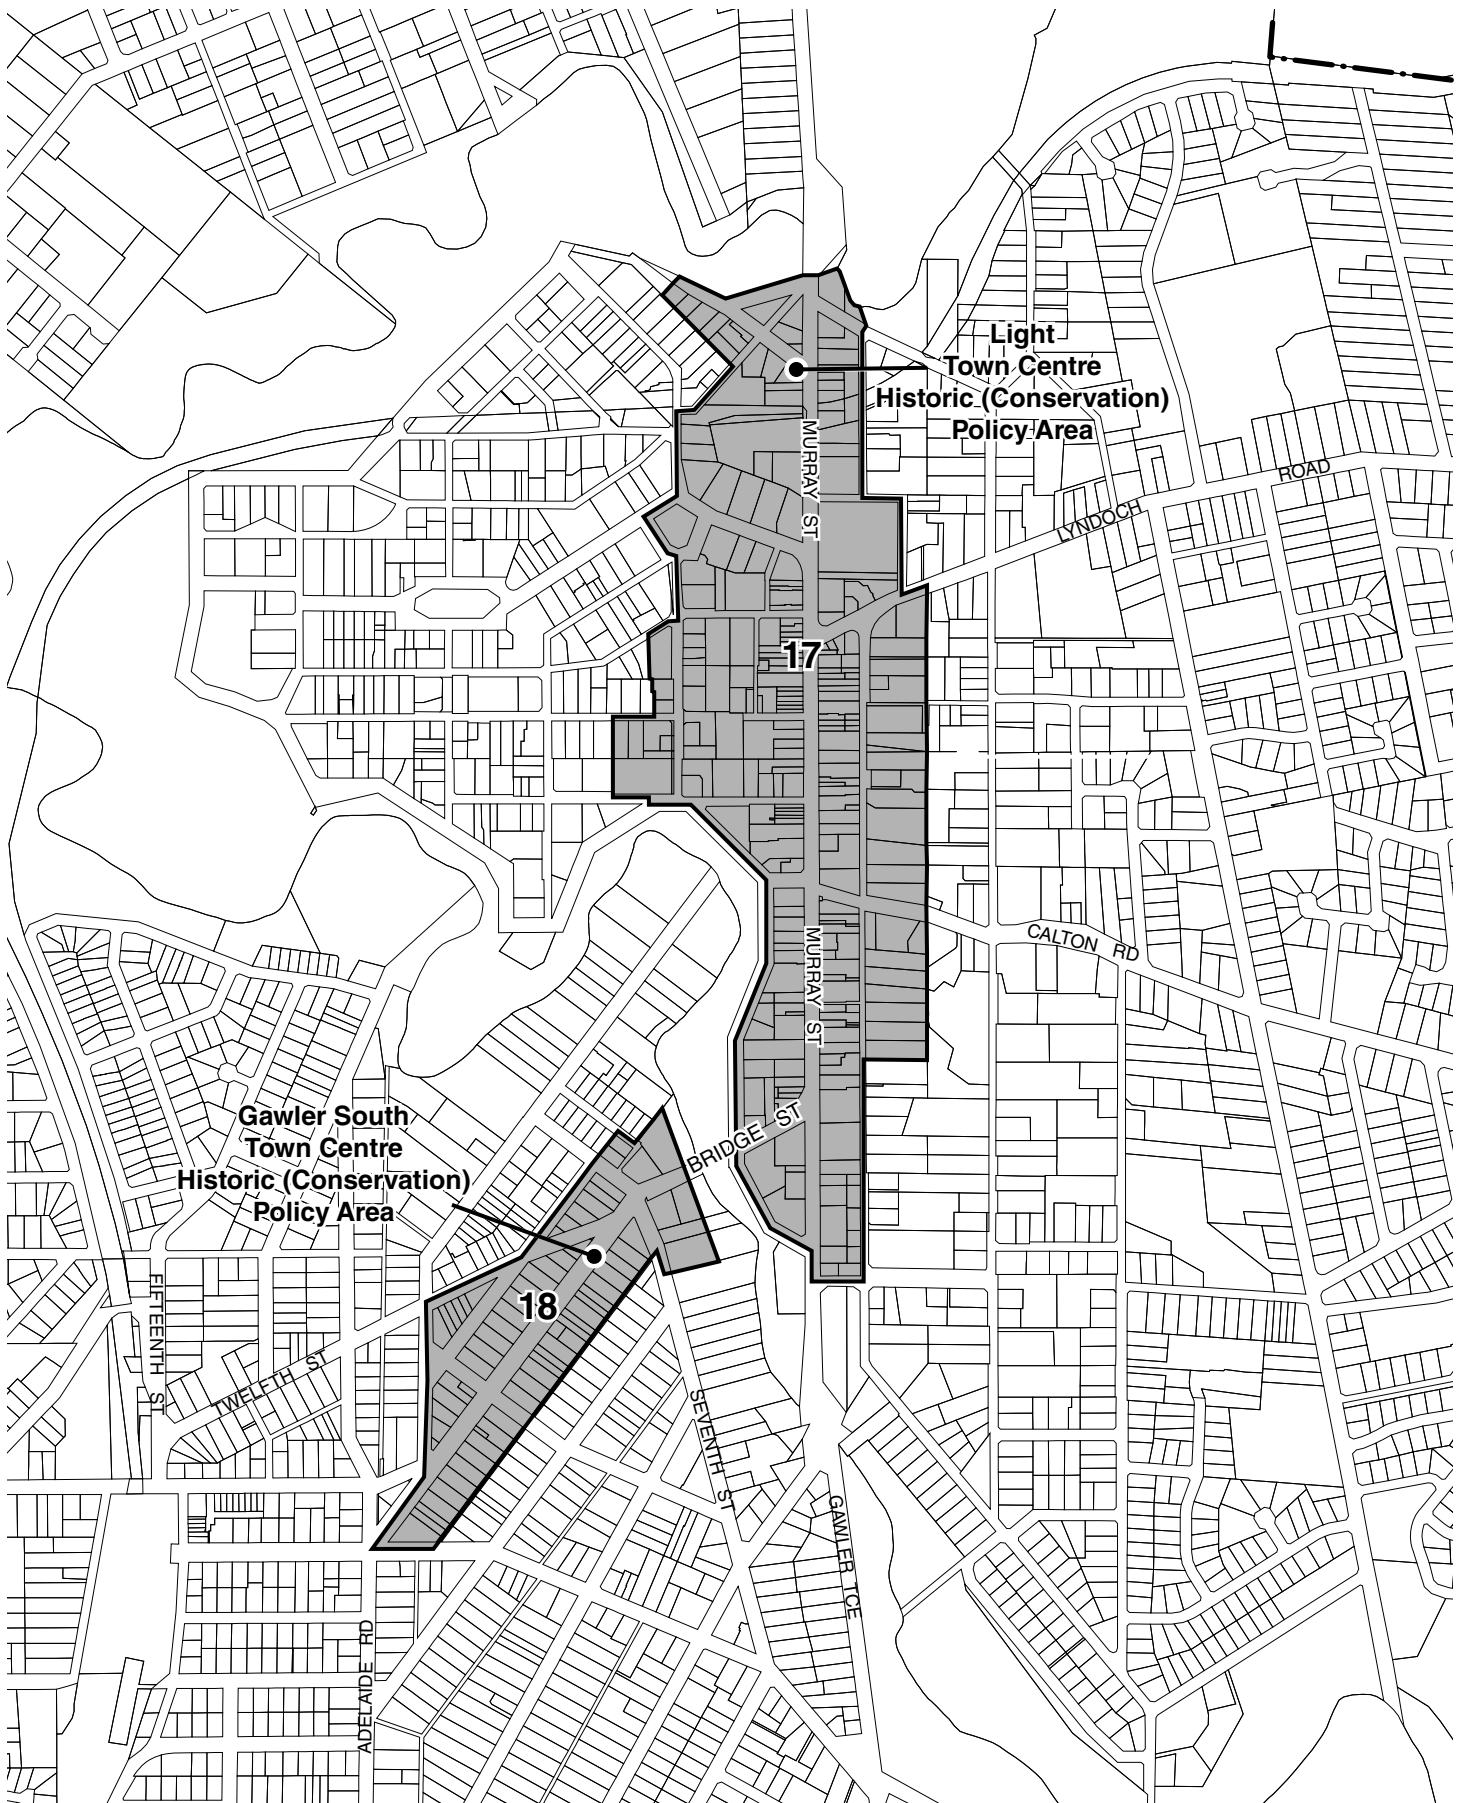 Light
Town Centre
Historic (Conservation)
Policy Area
MURRAY ST
ROAD
LYNDOCH
17
CALTON RD
MURRAY ST
BRIDGE ST
Gawler South
Town Centre
Historic (Conservation)
Policy Area
18
FIFTEENTH ST
TWELFTH ST
SEVENTH ST
GAWLER TCE
ADELAIDE RD